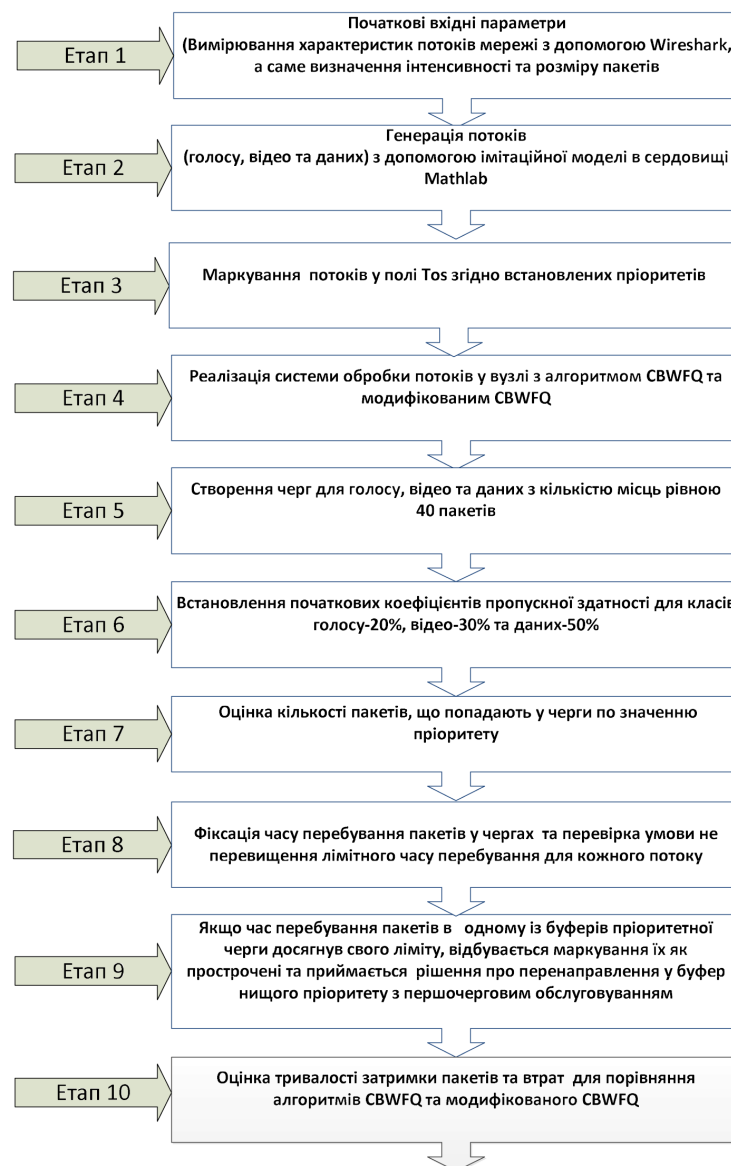 Етап 1
Початкові вхідні параметри
(Вимірювання характеристик потоків мережі з допомогою Wireshark,
а саме визначення інтенсивності та розміру пакетів
Етап 2
Генерація потоків
(голосу, відео та даних) з допомогою імітаційної моделі в сердовищі
Mathlab
Етап 3
Маркування потоків у полі Tos згідно встановлених пріоритетів
Етап 4
Реалізація системи обробки потоків у вузлі з алгоритмом CBWFQ та
модифікованим CBWFQ
Етап 5
Створення черг для голосу, відео та даних з кількістю місць рівною
40 пакетів
Етап 6
Встановлення початкових коефіцієнтів пропускної здатності для класів
голосу-20%, відео-30% та даних-50%
Етап 7
Оцінка кількості пакетів, що попадають у черги по значенню
пріоритету
Етап 8
Фіксація часу перебування пакетів у чергах та перевірка умови не
перевищення лімітного часу перебування для кожного потоку
Етап 9
Якщо час перебування пакетів в одному із буферів пріоритетної
черги досягнув свого ліміту, відбувається маркування їх як
прострочені та приймається рішення про перенаправлення у буфер
нищого пріоритету з першочерговим обслуговуванням
Етап 10
Оцінка тривалості затримки пакетів та втрат для порівняння
алгоритмів CBWFQ та модифікованого CBWFQ